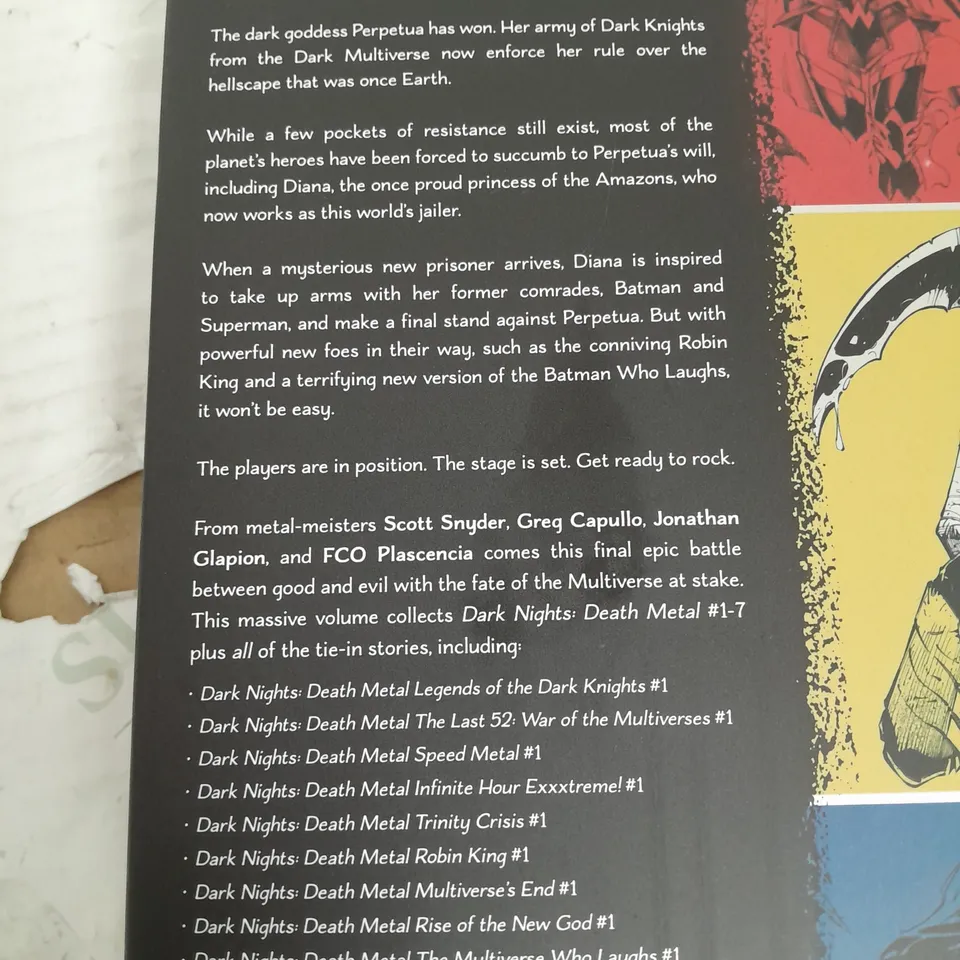 The dark goddess Perpetua has won. Her army of Dark Knights
from the Dark Multiverse now enforce her rule over the
hellscape that was once Earth.
While a few pockets of resistance still exist, most of the
planet's heroes have been forced to succumb to Perpetua's will,
including Diana, the once proud princess of the Amazons, who
now works as this world's jailer.
When a mysterious new prisoner arrives, Diana is inspired
to take up arms with her former comrades, Batman and
Superman, and make a final stand against Perpetua. But with
powerful new foes in their way, such as the conniving Robin
King and a terrifying new version of the Batman Who Laughs,
it won't be easy.
The players are in position. The stage is set. Get ready to rock.
From metal-meisters Scott Snyder, Greg Capullo, Jonathan
Glapion, and FCO Plascencia comes this final epic battle
between good and evil with the fate of the Multiverse at stake.
This massive volume collects Dark Nights: Death Metal #1-7
plus all of the tie-in stories, including:
• Dark Nights: Death Metal Legends of the Dark Knights #1
• Dark Nights: Death Metal The Last 52: War of the Multiverses #1
• Dark Nights: Death Metal Speed Metal #1
• Dark Nights: Death Metal Infinite Hour Exxxtreme! #1
• Dark Nights: Death Metal Trinity Crisis #1
• Dark Nights: Death Metal Robin King #1
• Dark Nights: Death Metal Multiverse's End #1
• Dark Nights: Death Metal Rise of the New God #1
• Dark Nights: Death Metal The Multiverse Who Laughs #1